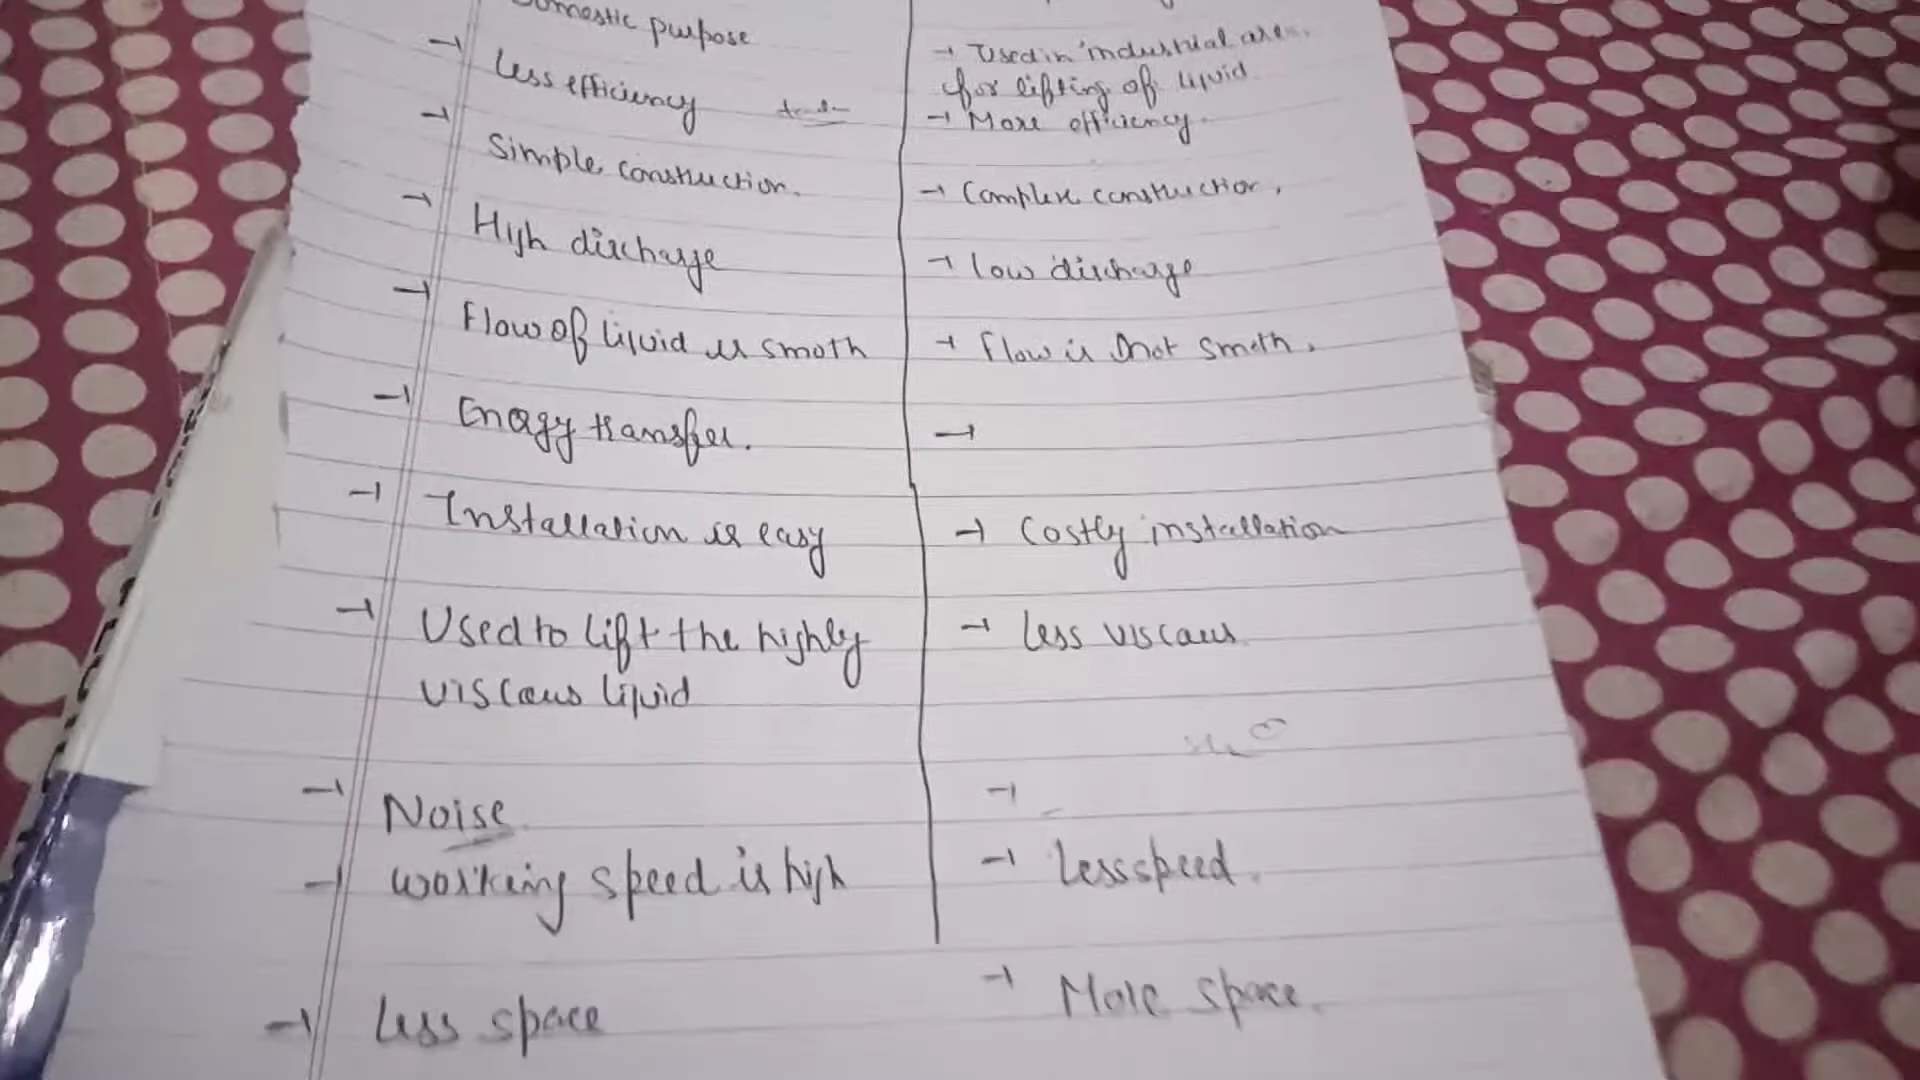 Domestic purpose
→ Less efficiency
→ Simple construction.
→ High discharge
→ Flow of liquid is smoth
→ Energy transfer.
→ Installation is easy
→ Used to lift the highly
viscous liquid
→ Noise
→ working speed is high
→ Less space
→ Used in industrial
for lifting of liquid
→ More efficiency.
→ Complex construction.
→ low discharge
→ flow is not smoth.
→
→ Costly installation
→ Less viscous
→
→ Less speed.
→ More space.